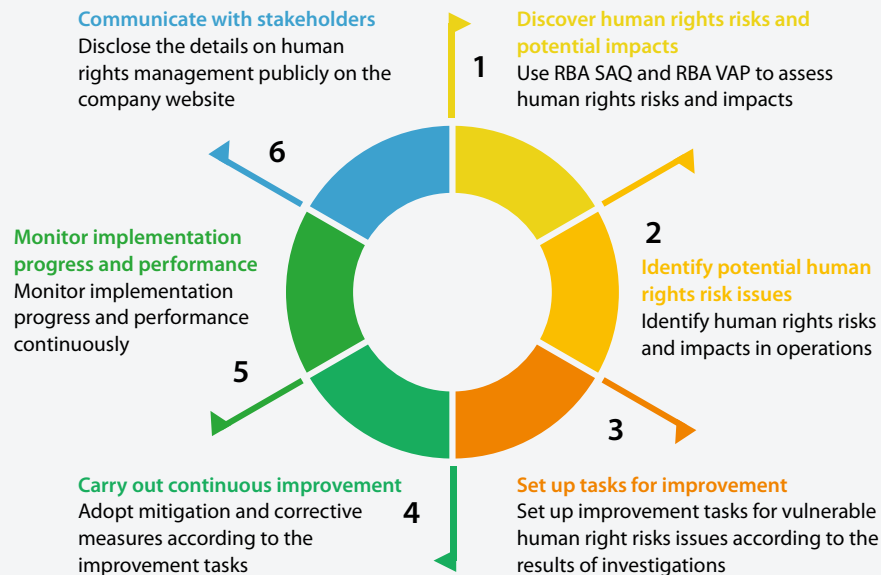 1
Discover human rights risks and
potential impacts
Use RBA SAQ and RBA VAP to assess
human rights risks and impacts
2
Identify potential human
rights risk issues
Identify human rights risks
and impacts in operations
3
Set up tasks for improvement
Set up improvement tasks for vulnerable
human right risks issues according to the
results of investigations
4
Carry out continuous improvement
Adopt mitigation and corrective
measures according to the
improvement tasks
5
Monitor implementation
progress and performance
Monitor implementation
progress and performance
continuously
6
Communicate with stakeholders
Disclose the details on human
rights management publicly on the
company website